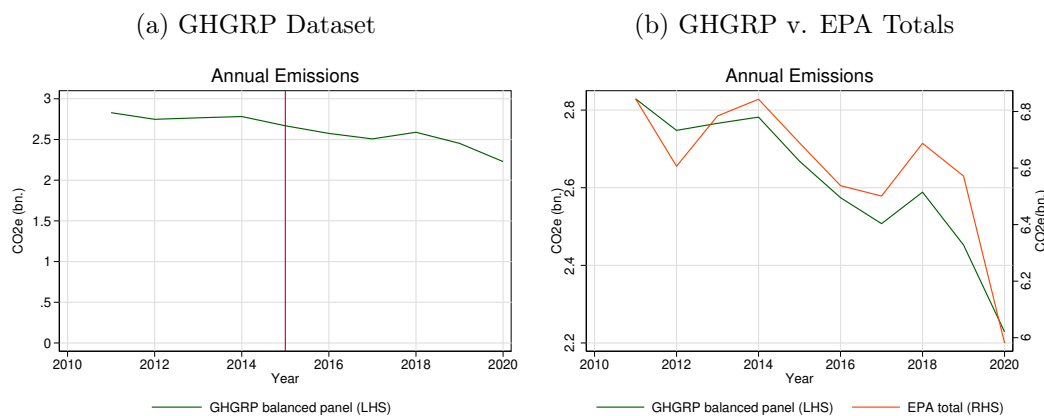 (a) GHGRP Dataset
Annual Emissions
CO2e (bn.)
3
2.5
2
1.5
1
.5
0
2010 2012 2014 2016 2018 2020
Year
GHGRP balanced panel (LHS)
(b) GHGRP v. EPA Totals
Annual Emissions
CO2e (bn.)
2.8
2.6
2.4
2.2
6.8
6.6
6.4
6.2
6
CO2e(bn.)
2010 2012 2014 2016 2018 2020
Year
GHGRP balanced panel (LHS) EPA total (RHS)